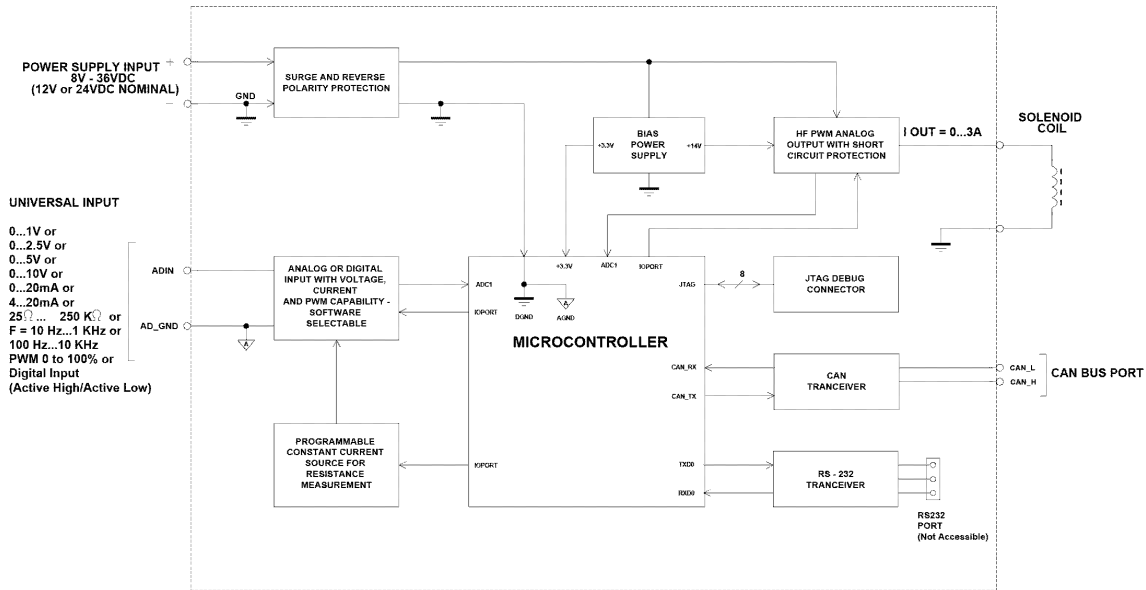 POWER SUPPLY INPUT
8V - 36VDC
(12V or 24VDC NOMINAL)
+
−
GND
SURGE AND REVERSE
POLARITY PROTECTION
BIAS
POWER
SUPPLY
+3.3V
+14V
HF PWM ANALOG
OUTPUT WITH SHORT
CIRCUIT PROTECTION
I OUT = 0...3A
SOLENOID
COIL
UNIVERSAL INPUT
0...1V or
0...2.5V or
0...5V or
0...10V or
0...20mA or
4...20mA or
25Ω ... 250 KΩ or
F = 10 Hz...1 KHz or
100 Hz...10 KHz
PWM 0 to 100% or
Digital Input
(Active High/Active Low)
ADIN
AD_GND
A
ANALOG OR DIGITAL
INPUT WITH VOLTAGE,
CURRENT
AND PWM CAPABILITY -
SOFTWARE
SELECTABLE
PROGRAMMABLE
CONSTANT CURRENT
SOURCE FOR
RESISTANCE
MEASUREMENT
+3.3V
ADC1
IOPORT
ADC1
IOPORT
DGND
A
AGND
MICROCONTROLLER
JTAG
8
JTAG DEBUG
CONNECTOR
CAN_RX
CAN_TX
CAN
TRANCEIVER
CAN_L
CAN_H
CAN BUS PORT
IOPORT
TXD0
RXD0
RS - 232
TRANCEIVER
RS232
PORT
(Not Accessible)